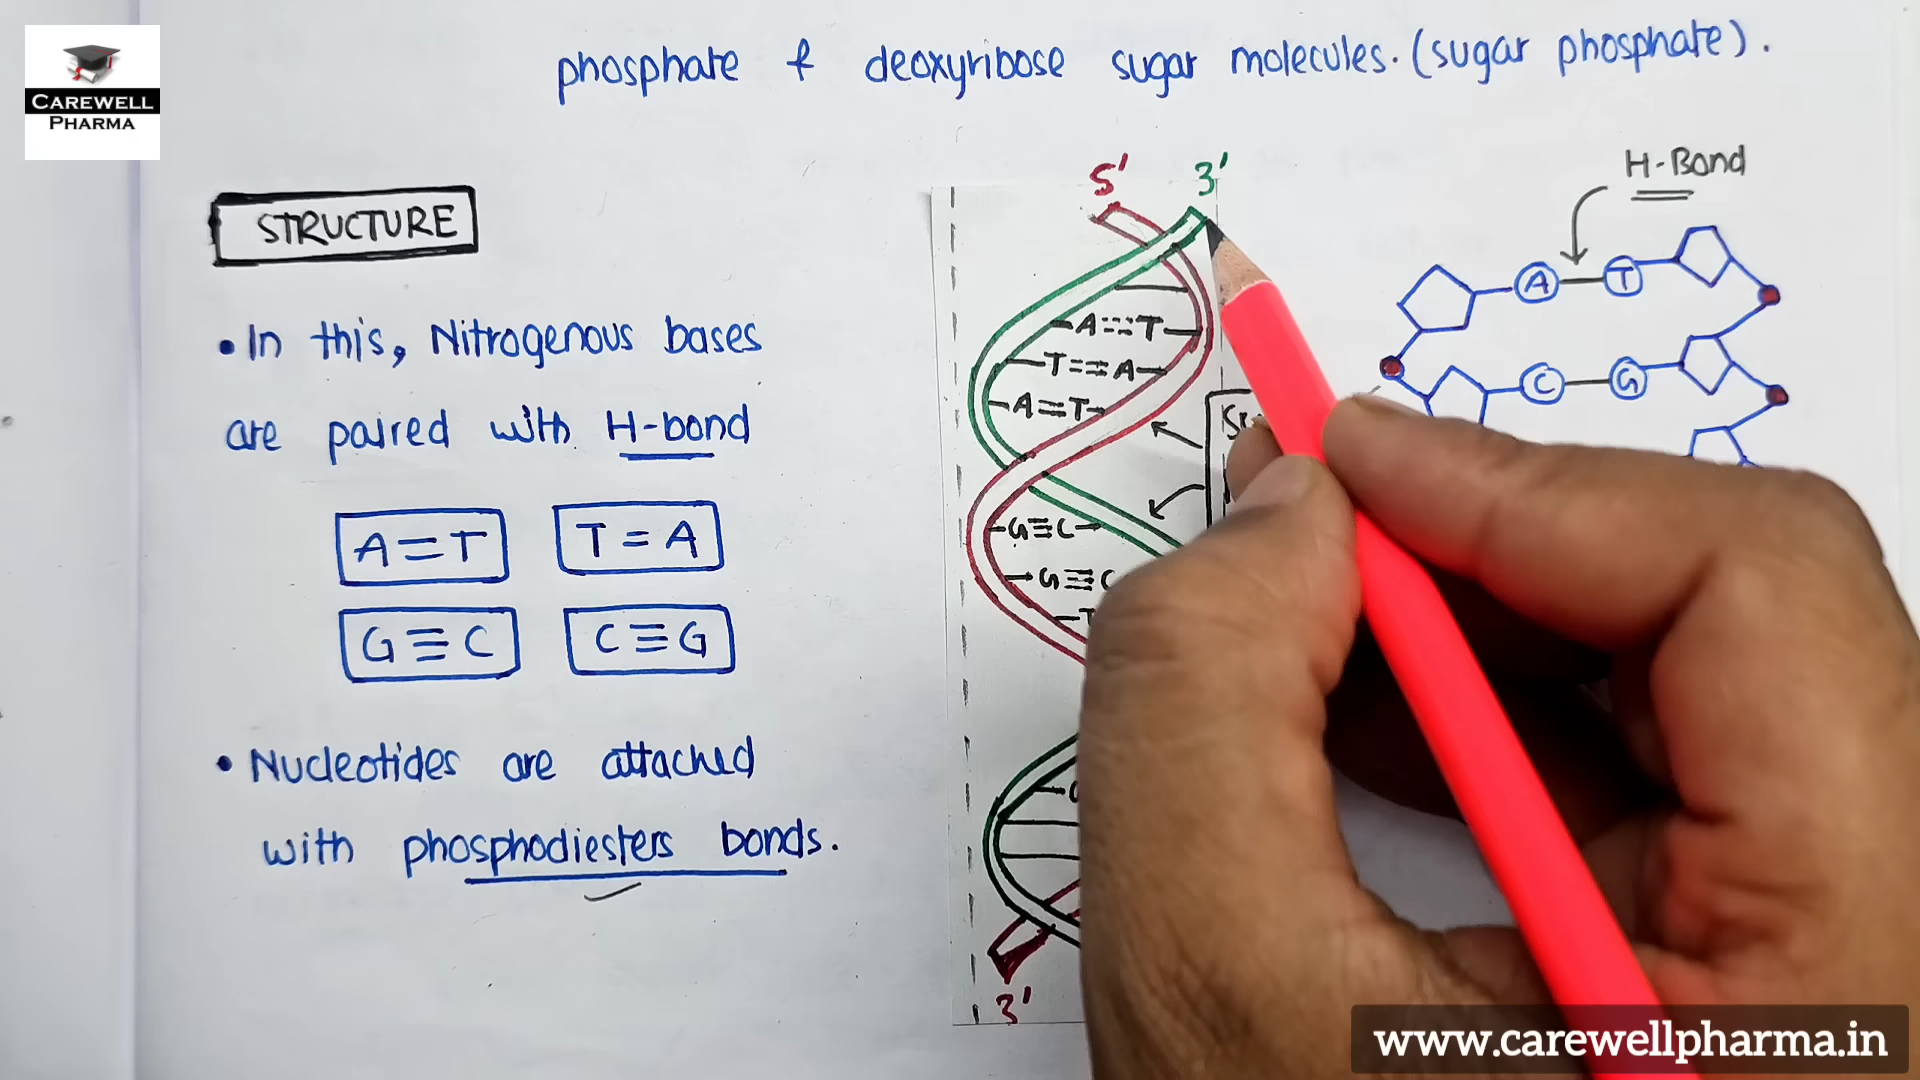 CAREWELL
PHARMA
phosphate & deoxyribose sugar molecules. (sugar phosphate).
STRUCTURE
• In this, Nitrogenous bases
are paired with H-bond
A=T T=A
G≡C C≡G
• Nucleotides are attached
with phosphodiesters bonds.
5' 3'
A T
T A
A=T
G≡C
G≡C
T
3'
H-Bond
A T
C G
www.carewellpharma.in